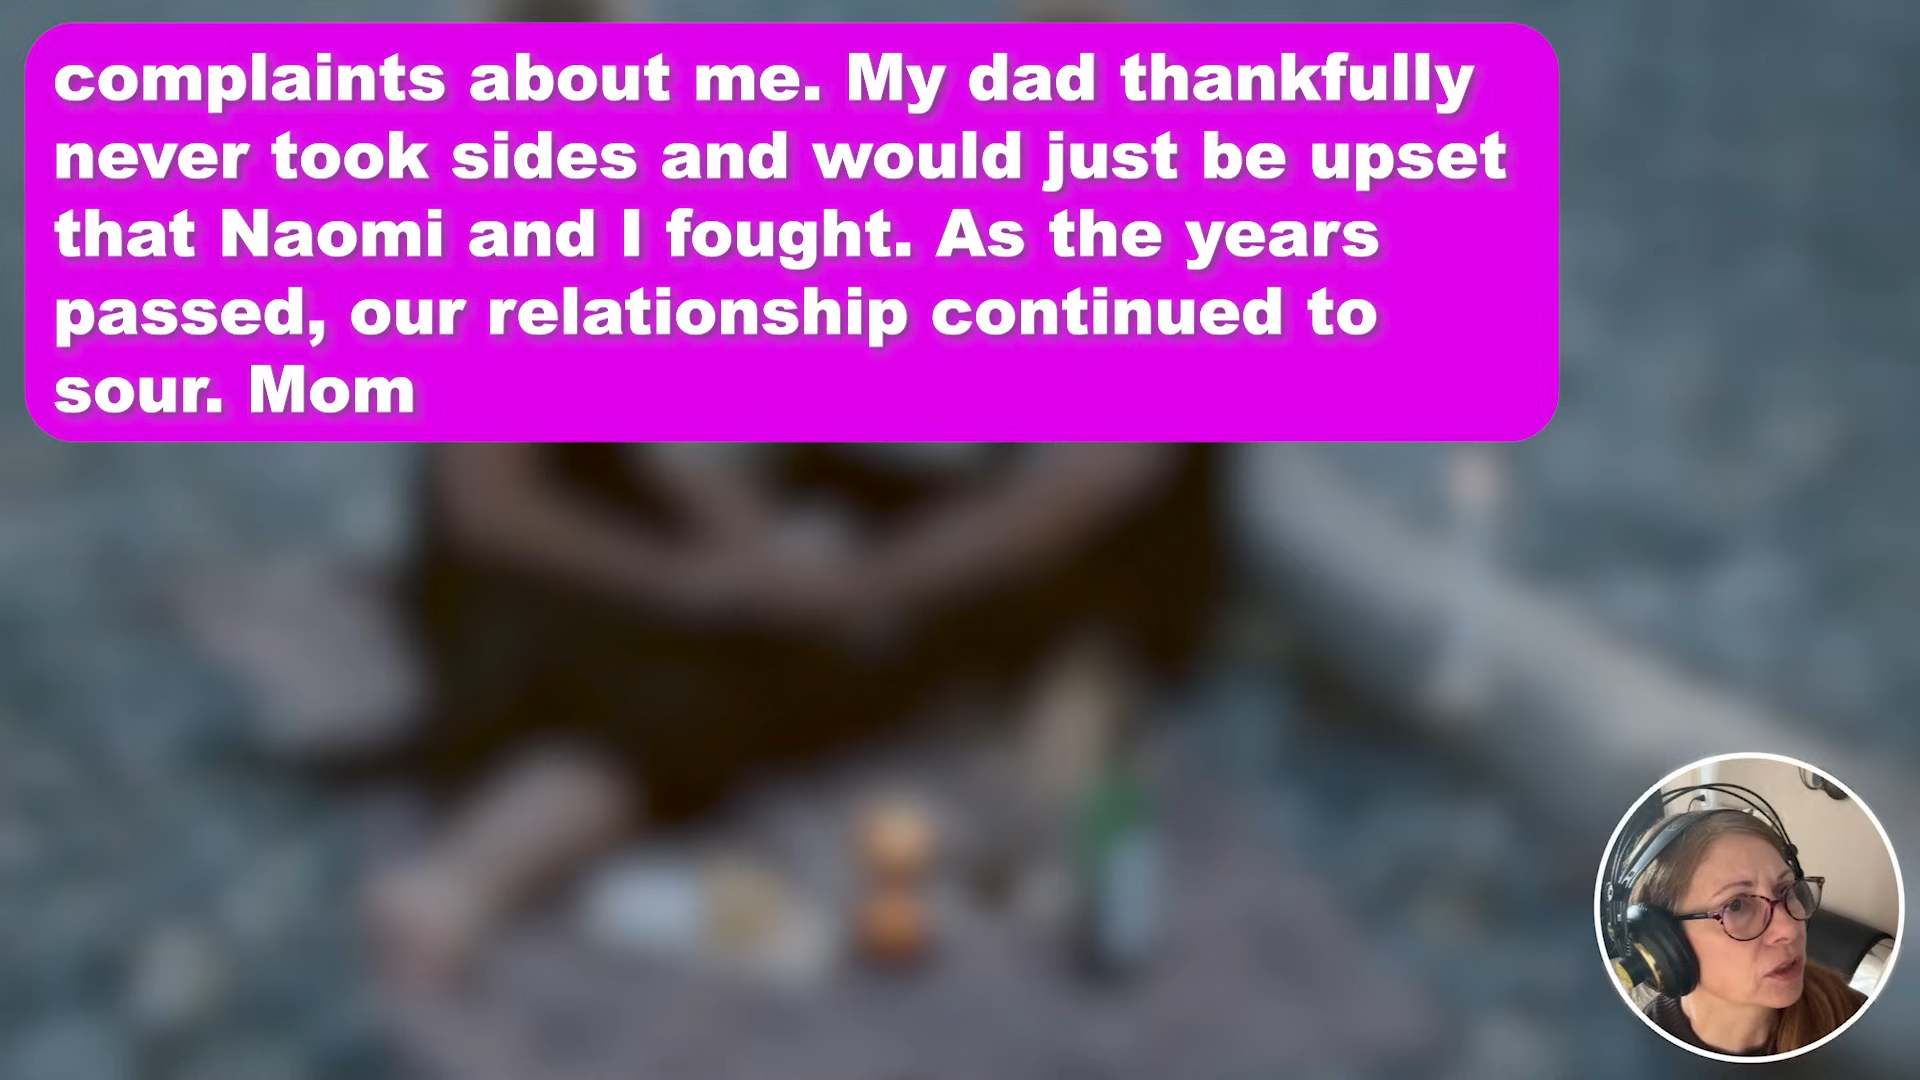 complaints about me. My dad thankfully
never took sides and would just be upset
that Naomi and I fought. As the years
passed, our relationship continued to
sour. Mom